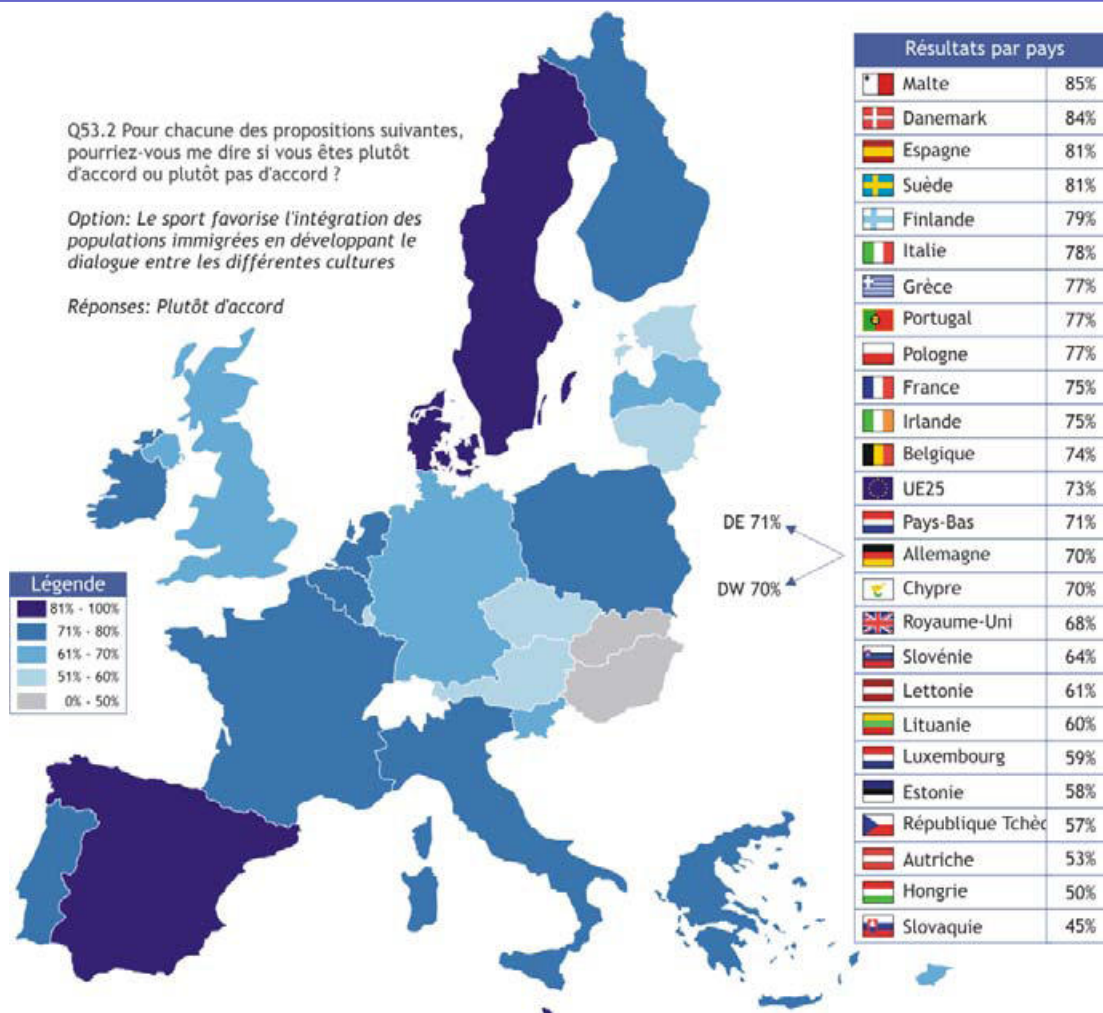 Q53.2 Pour chacune des propositions suivantes,
pourriez-vous me dire si vous êtes plutôt
d'accord ou plutôt pas d'accord ?
Option: Le sport favorise l'intégration des
populations immigrées en développant le
dialogue entre les différentes cultures
Réponses: Plutôt d'accord
Légende
81% - 100%
71% - 80%
61% - 70%
51% - 60%
0% - 50%
DE 71%
DW 70%
Résultats par pays
Malte 85%
Danemark 84%
Espagne 81%
Suède 81%
Finlande 79%
Italie 78%
Grèce 77%
Portugal 77%
Pologne 77%
France 75%
Irlande 75%
Belgique 74%
UE25 73%
Pays-Bas 71%
Allemagne 70%
Chypre 70%
Royaume-Uni 68%
Slovénie 64%
Lettonie 61%
Lituanie 60%
Luxembourg 59%
Estonie 58%
République Tchèc 57%
Autriche 53%
Hongrie 50%
Slovaquie 45%